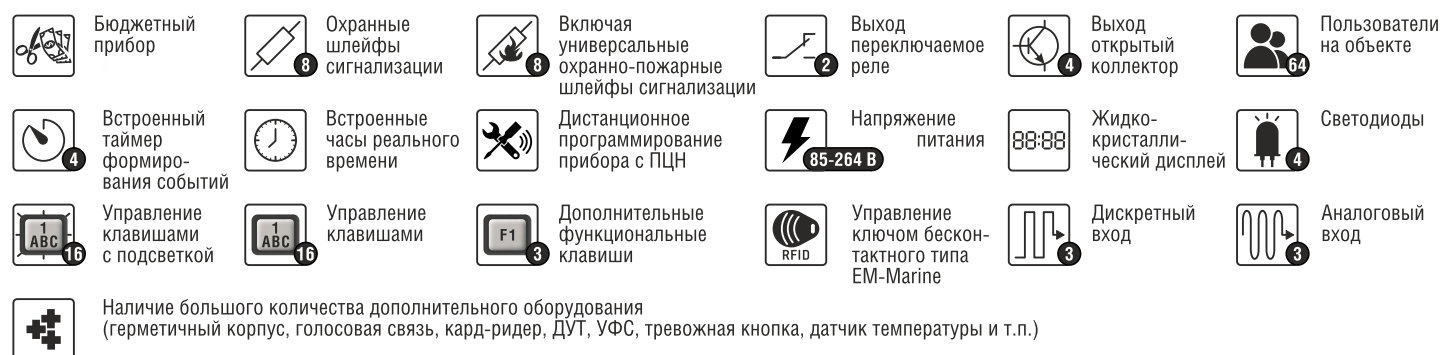 Бюджетный
прибор
8
Охранные
шлейфы
сигнализации
8
Включая
универсальные
охранно-пожарные
шлейфы сигнализации
2
Выход
переключаемое
реле
4
Выход
открытый
коллектор
64
Пользователи
на объекте
4
Встроенный
таймер
формиро-
вания событий
Встроенные
часы реального
времени
Дистанционное
программирование
прибора с ПЦН
85-264 В
Напряжение
питания
88:88
Жидко-
кристалли-
ческий дисплей
4
Светодиоды
1
ABC
16
Управление
клавишами
с подсветкой
1
ABC
16
Управление
клавишами
F1
3
Дополнительные
функциональные
клавиши
RFID
Управление
ключом бескон-
тактного типа
EM-Marine
3
Дискретный
вход
3
Аналоговый
вход
Наличие большого количества дополнительного оборудования
(герметичный корпус, голосовая связь, кард-ридер, ДУТ, УФС, тревожная кнопка, датчик температуры и т.п.)